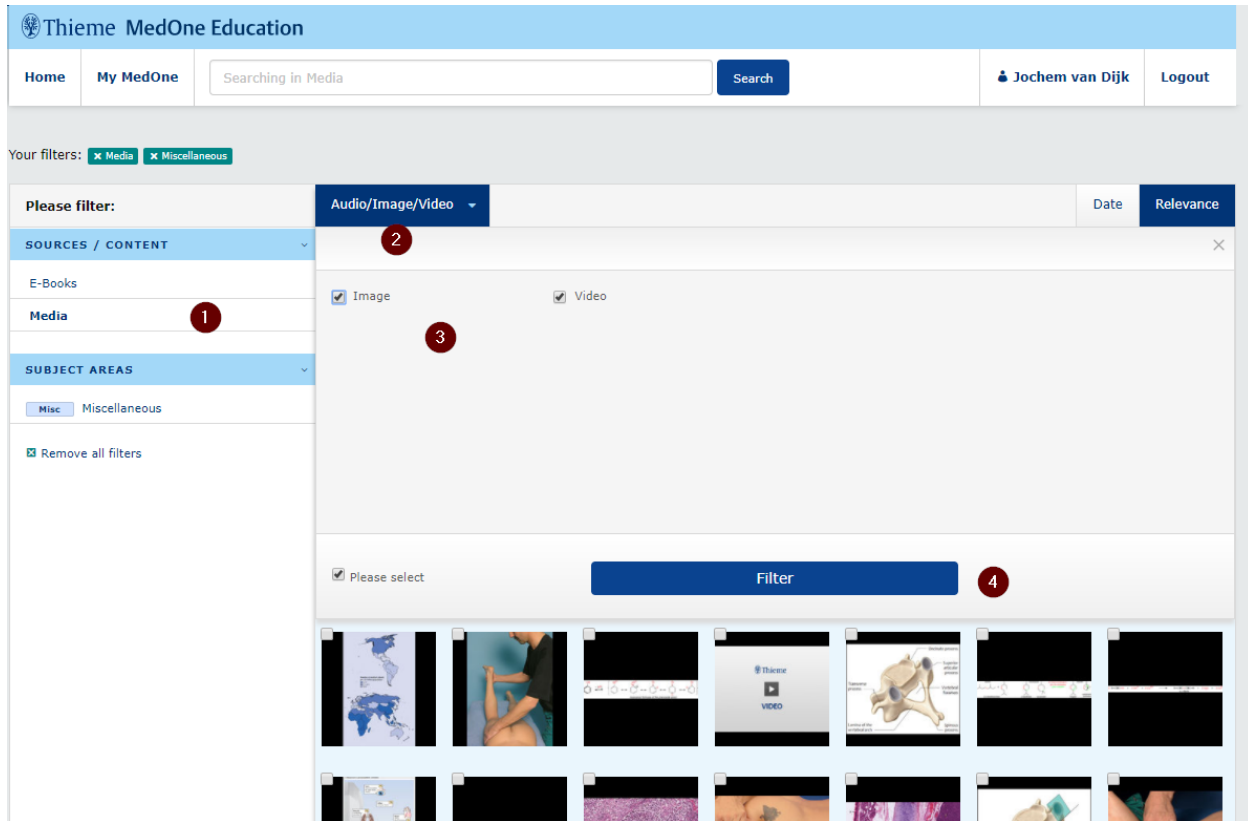 Thieme MedOne Education
Home My MedOne Searching in Media Search Jochem van Dijk Logout
Your filters: x Media x Miscellaneous
Please filter: Audio/Image/Video Date Relevance
SOURCES / CONTENT 2
E-Books
Image Video
Media 1
3
SUBJECT AREAS
Misc Miscellaneous
Remove all filters
Please select Filter 4
Thieme
VIDEO